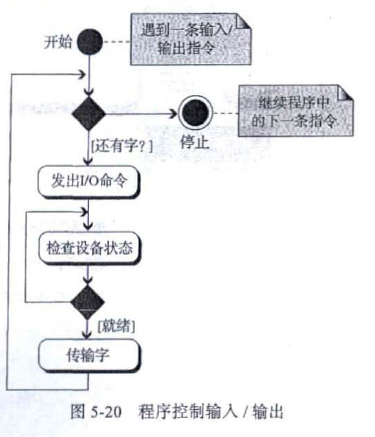 开始
遇到一条输入/
输出指令
继续程序中
的下一条指令
停止
[还有字?]
发出I/O命令
检查设备状态
[就绪]
传输字
图 5-20 程序控制输入 / 输出